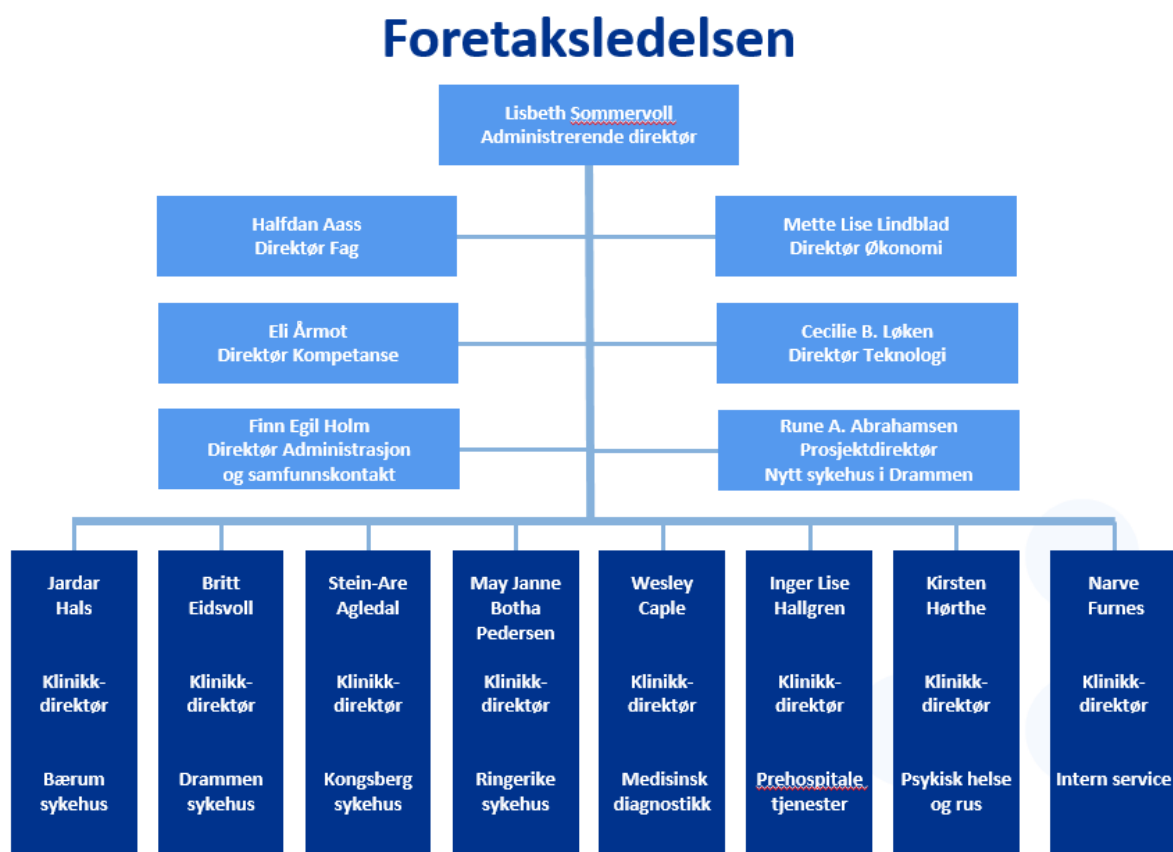 Foretaksledelsen
Lisbeth Sommervoll
Administrerende direktør
Halfdan Aass
Direktør Fag
Mette Lise Lindblad
Direktør Økonomi
Eli Årmot
Direktør Kompetanse
Cecilie B. Løken
Direktør Teknologi
Finn Egil Holm
Direktør Administrasjon
og samfunnskontakt
Rune A. Abrahamsen
Prosjektdirektør
Nytt sykehus i Drammen
Jardar
Hals
Klinikk-
direktør
Bærum
sykehus
Britt
Eidsvoll
Klinikk-
direktør
Drammen
sykehus
Stein-Are
Agledal
Klinikk-
direktør
Kongsberg
sykehus
May Janne
Botha
Pedersen
Klinikk-
direktør
Ringerike
sykehus
Wesley
Caple
Klinikk-
direktør
Medisinsk
diagnostikk
Inger Lise
Hallgren
Klinikk-
direktør
Prehospitale
tjenester
Kirsten
Hørthe
Klinikk-
direktør
Psykisk helse
og rus
Narve
Furnes
Klinikk-
direktør
Intern service